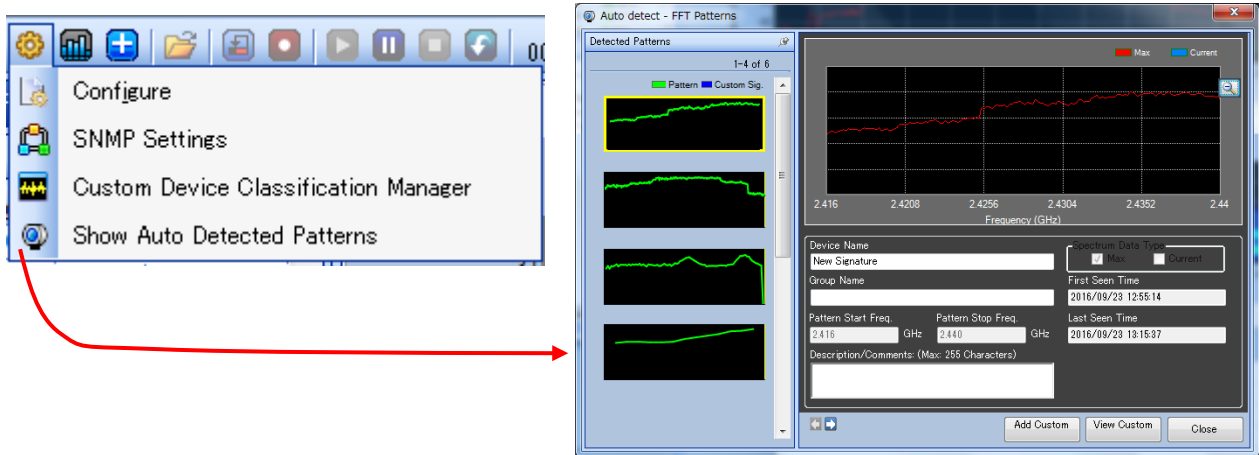 00
Configure
SNMP Settings
Custom Device Classification Manager
Show Auto Detected Patterns
Auto detect - FFT Patterns
Detected Patterns
1-4 of 6
Pattern Custom Sig.
Max Current
2.416 2.4208 2.4256 2.4304 2.4352 2.44
Frequency (GHz)
Device Name
New Signature
Spectrum Data Type
Max Current
Group Name
First Seen Time
2016/09/23 12:55:14
Pattern Start Freq. Pattern Stop Freq.
2.416 GHz 2.440 GHz
Last Seen Time
2016/09/23 13:15:37
Description/Comments: (Max: 255 Characters)
Add Custom View Custom Close